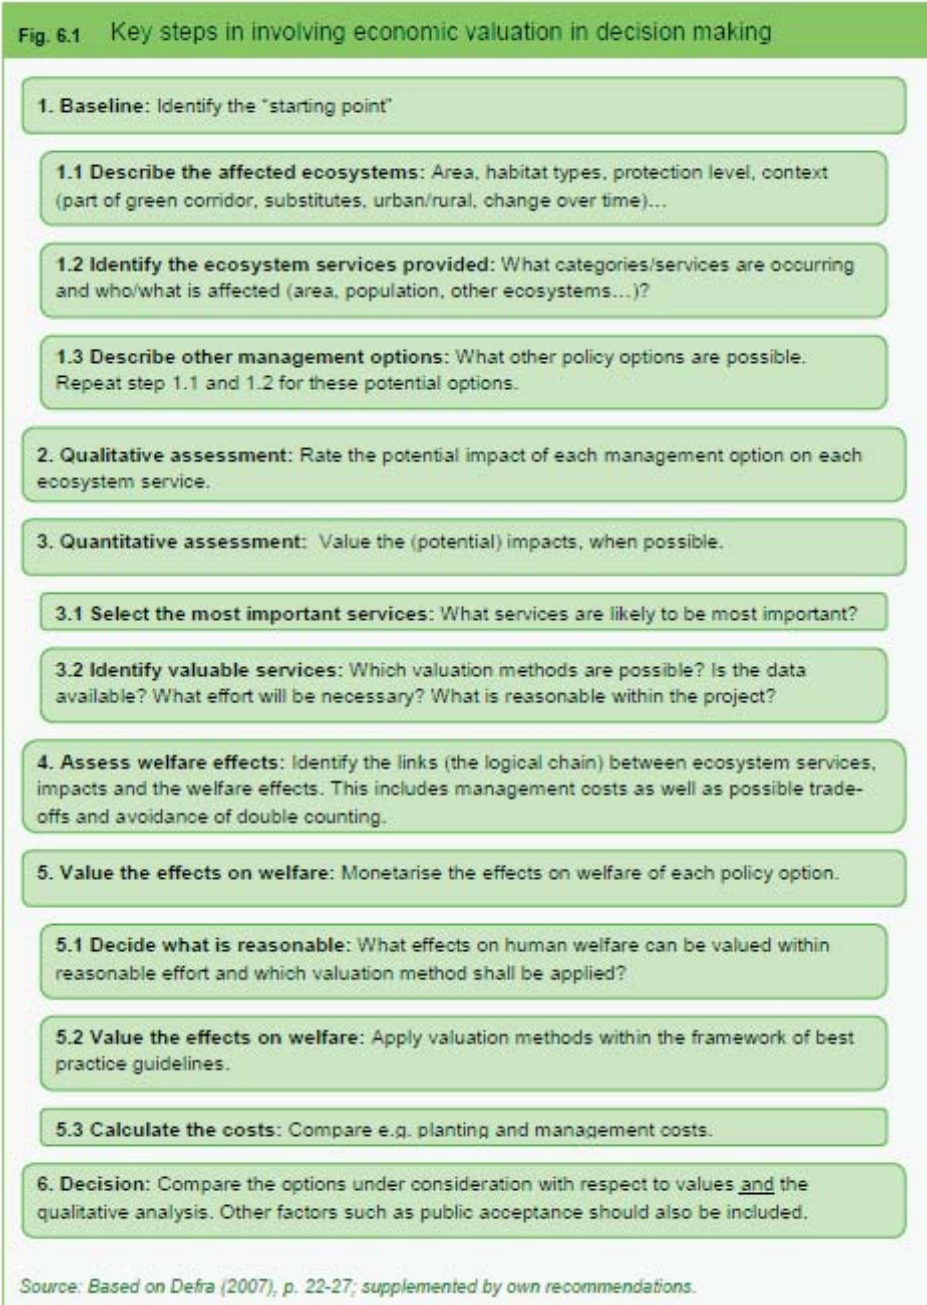 Fig. 6.1 Key steps in involving economic valuation in decision making
1. Baseline: Identify the "starting point"
1.1 Describe the affected ecosystems: Area, habitat types, protection level, context
(part of green corridor, substitutes, urban/rural, change over time)...
1.2 Identify the ecosystem services provided: What categories/services are occurring
and who/what is affected (area, population, other ecosystems...)?
1.3 Describe other management options: What other policy options are possible.
Repeat step 1.1 and 1.2 for these potential options.
2. Qualitative assessment: Rate the potential impact of each management option on each
ecosystem service.
3. Quantitative assessment: Value the (potential) impacts, when possible.
3.1 Select the most important services: What services are likely to be most important?
3.2 Identify valuable services: Which valuation methods are possible? Is the data
available? What effort will be necessary? What is reasonable within the project?
4. Assess welfare effects: Identify the links (the logical chain) between ecosystem services,
impacts and the welfare effects. This includes management costs as well as possible trade-
offs and avoidance of double counting.
5. Value the effects on welfare: Monetarise the effects on welfare of each policy option.
5.1 Decide what is reasonable: What effects on human welfare can be valued within
reasonable effort and which valuation method shall be applied?
5.2 Value the effects on welfare: Apply valuation methods within the framework of best
practice guidelines.
5.3 Calculate the costs: Compare e.g. planting and management costs.
6. Decision: Compare the options under consideration with respect to values and the
qualitative analysis. Other factors such as public acceptance should also be included.
Source: Based on Defra (2007), p. 22-27; supplemented by own recommendations.